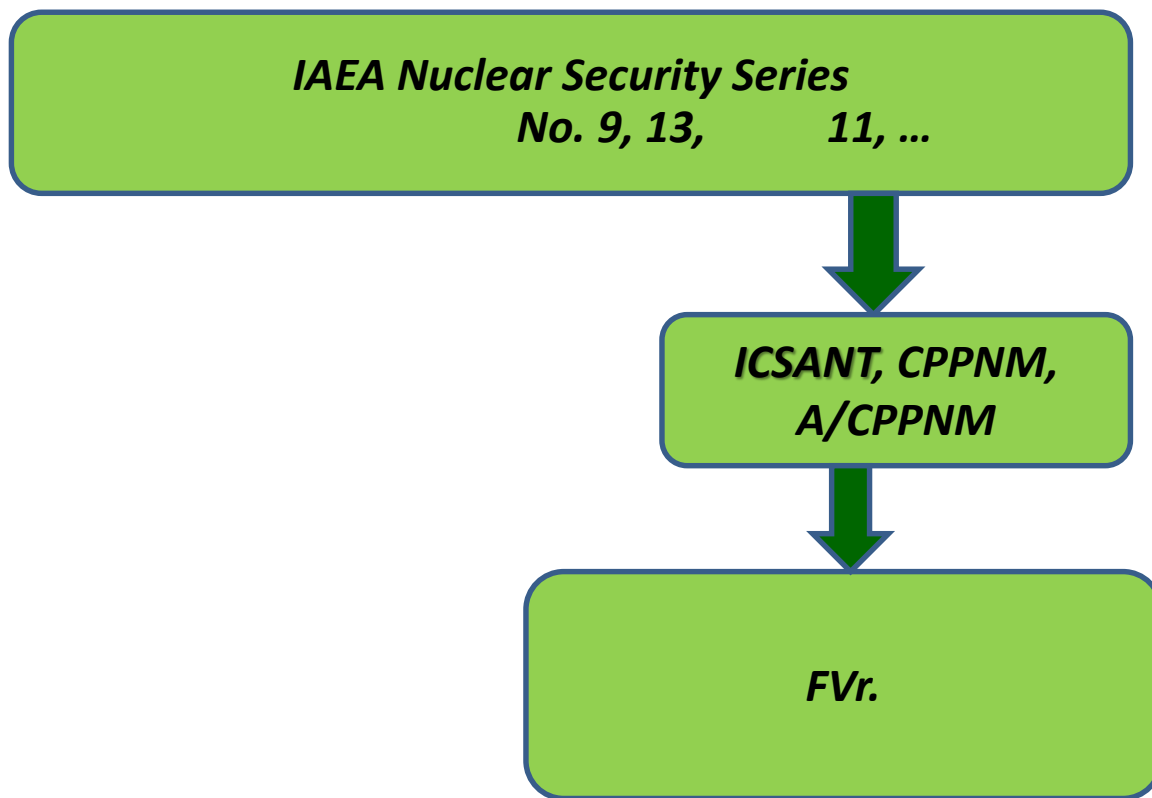 IAEA Nuclear Security Series
No. 9, 13, 11, …
ICSANT, CPPNM,
A/CPPNM
FVr.